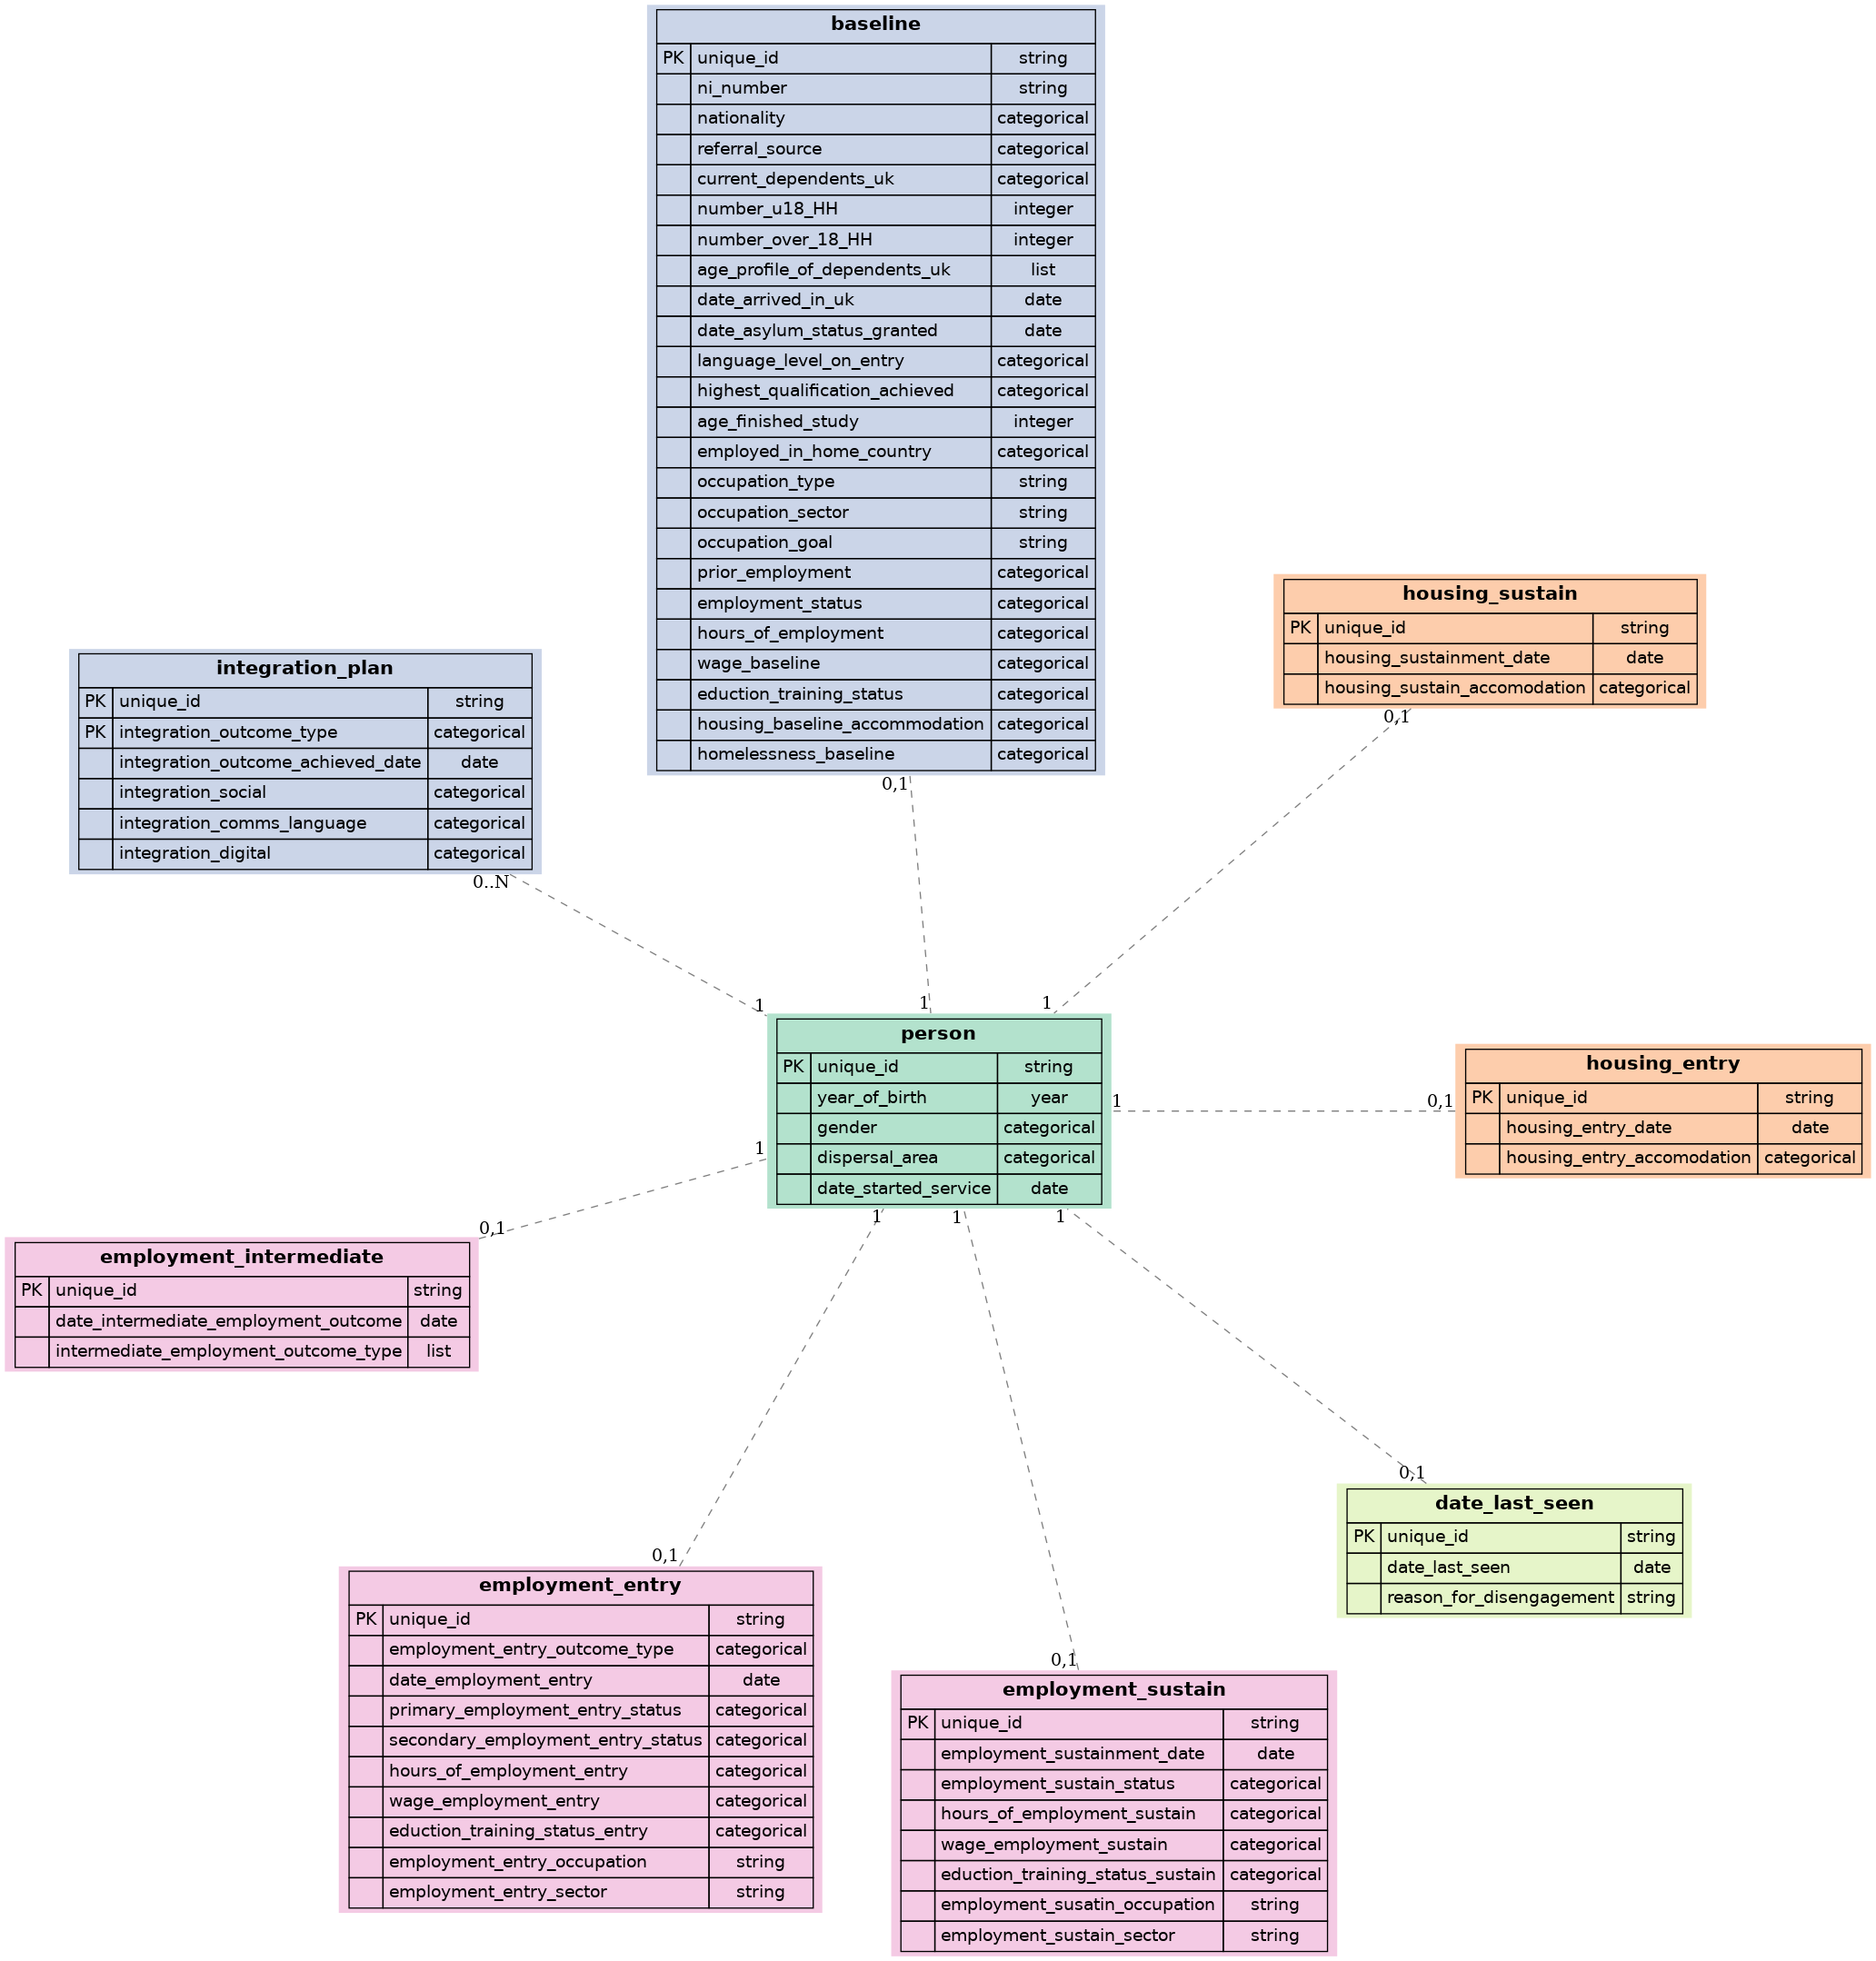 baseline
PK unique_id string
ni_number string
nationality categorical
referral_source categorical
current_dependents_uk categorical
number_u18_HH integer
number_over_18_HH integer
age_profile_of_dependents_uk list
date_arrived_in_uk date
date_asylum_status_granted date
language_level_on_entry categorical
highest_qualification_achieved categorical
age_finished_study integer
employed_in_home_country categorical
occupation_type string
occupation_sector string
occupation_goal string
prior_employment categorical
employment_status categorical
hours_of_employment categorical
wage_baseline categorical
eduction_training_status categorical
housing_baseline_accommodation categorical
homelessness_baseline categorical
0,1
1
housing_sustain
PK unique_id string
housing_sustainment_date date
housing_sustain_accomodation categorical
0,1
1
integration_plan
PK unique_id string
PK integration_outcome_type categorical
integration_outcome_achieved_date date
integration_social categorical
integration_comms_language categorical
integration_digital categorical
0..N
1
person
PK unique_id string
year_of_birth year
gender categorical
dispersal_area categorical
date_started_service date
1 0,1
housing_entry
PK unique_id string
housing_entry_date date
housing_entry_accomodation categorical
1
0,1
employment_intermediate
PK unique_id string
date_intermediate_employment_outcome date
intermediate_employment_outcome_type list
1
0,1
date_last_seen
PK unique_id string
date_last_seen date
reason_for_disengagement string
1
0,1
employment_entry
PK unique_id string
employment_entry_outcome_type categorical
date_employment_entry date
primary_employment_entry_status categorical
secondary_employment_entry_status categorical
hours_of_employment_entry categorical
wage_employment_entry categorical
eduction_training_status_entry categorical
employment_entry_occupation string
employment_entry_sector string
1
0,1
employment_sustain
PK unique_id string
employment_sustainment_date date
employment_sustain_status categorical
hours_of_employment_sustain categorical
wage_employment_sustain categorical
eduction_training_status_sustain categorical
employment_susatin_occupation string
employment_sustain_sector string